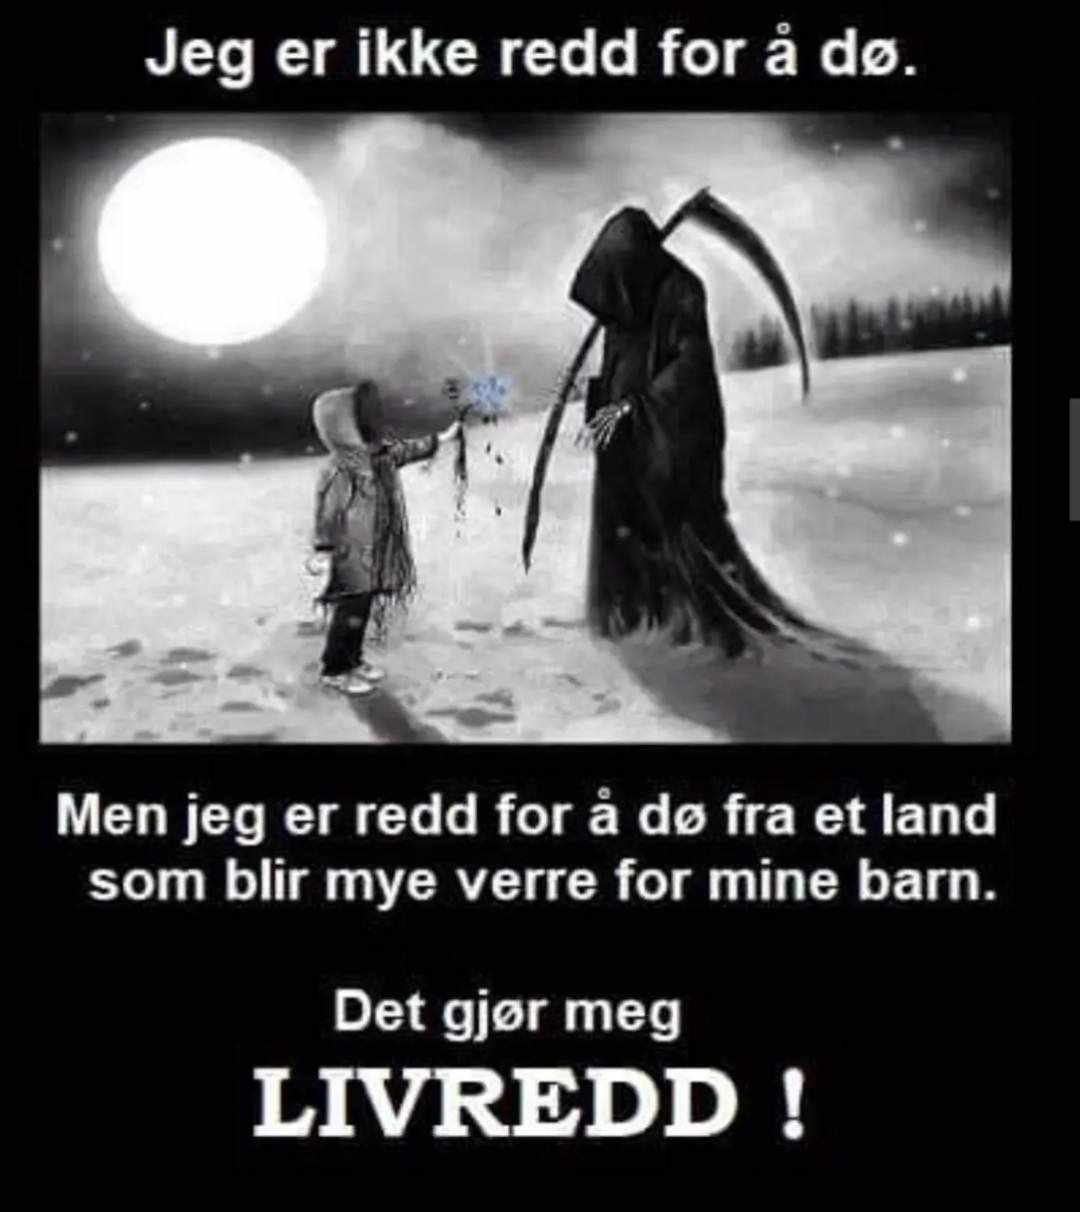 Jeg er ikke redd for å dø.
Men jeg er redd for å dø fra et land
som blir mye verre for mine barn.
Det gjør meg
LIVREDD !